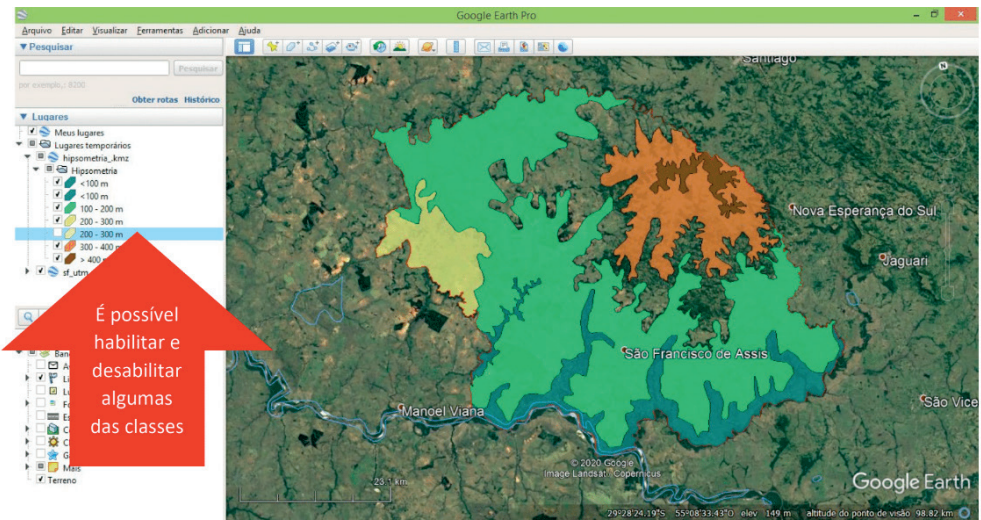 Google Earth Pro
Arquivo Editar Visualizar Ferramentas Adicionar Ajuda
Pesquisar
Pesquisar
por exemplo,: 8200
Obter rotas Histórico
Lugares
Meus lugares
Lugares temporários
hipsometria_.kmz
Hipsometria
<100 m
<100 m
100 - 200 m
200 - 300 m
200 - 300 m
300 - 400
> 400
sf_utm
É possível
habilitar e
desabilitar
algumas
das classes
Mais
Terreno
Santiago
N
Nova Esperança do Sul
Jaguari
São Francisco de Assis
Manoel Viana
São Vice
© 2020 Google
Image Landsat / Copernicus
23.1 km
Google Earth
29°28'24.19"S 55°08'33.43"O elev 149 m altitude do ponto de visão 98.82 km